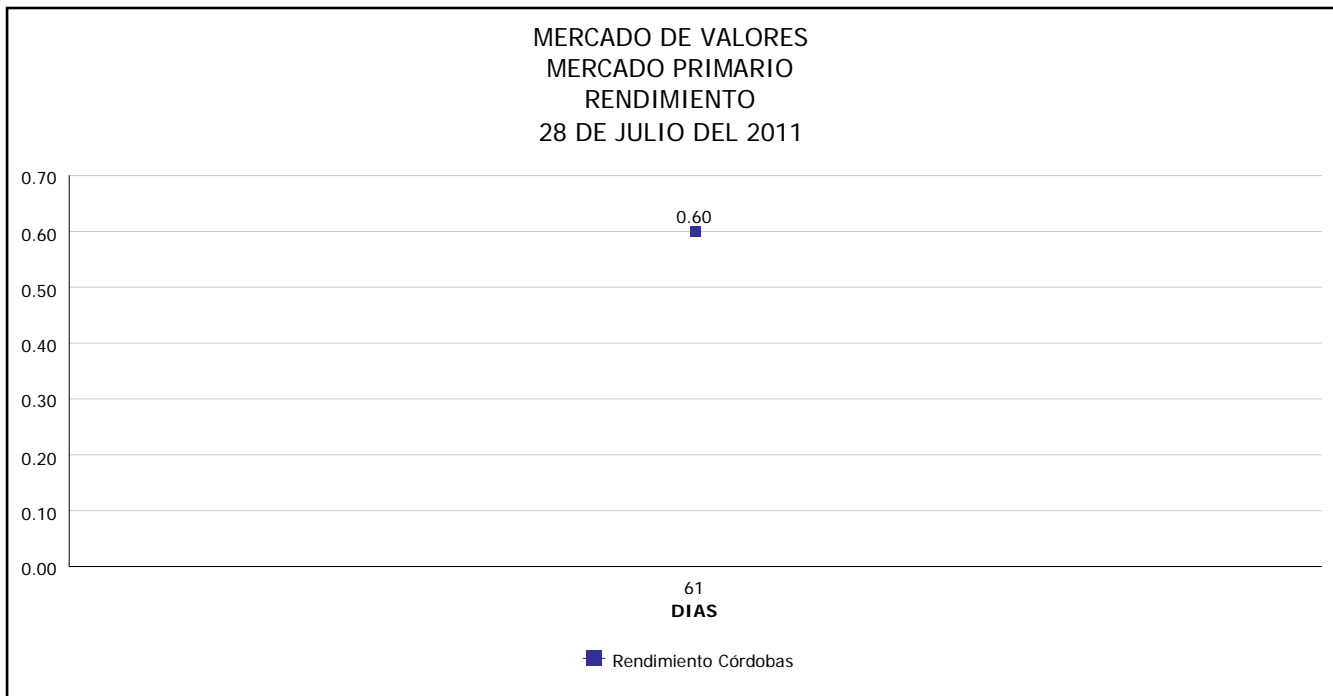 MERCADO DE VALORES
MERCADO PRIMARIO
RENDIMIENTO
28 DE JULIO DEL 2011
0.70
0.60
0.60
0.50
0.40
0.30
0.20
0.10
0.00
61
DIAS
Rendimiento Córdobas